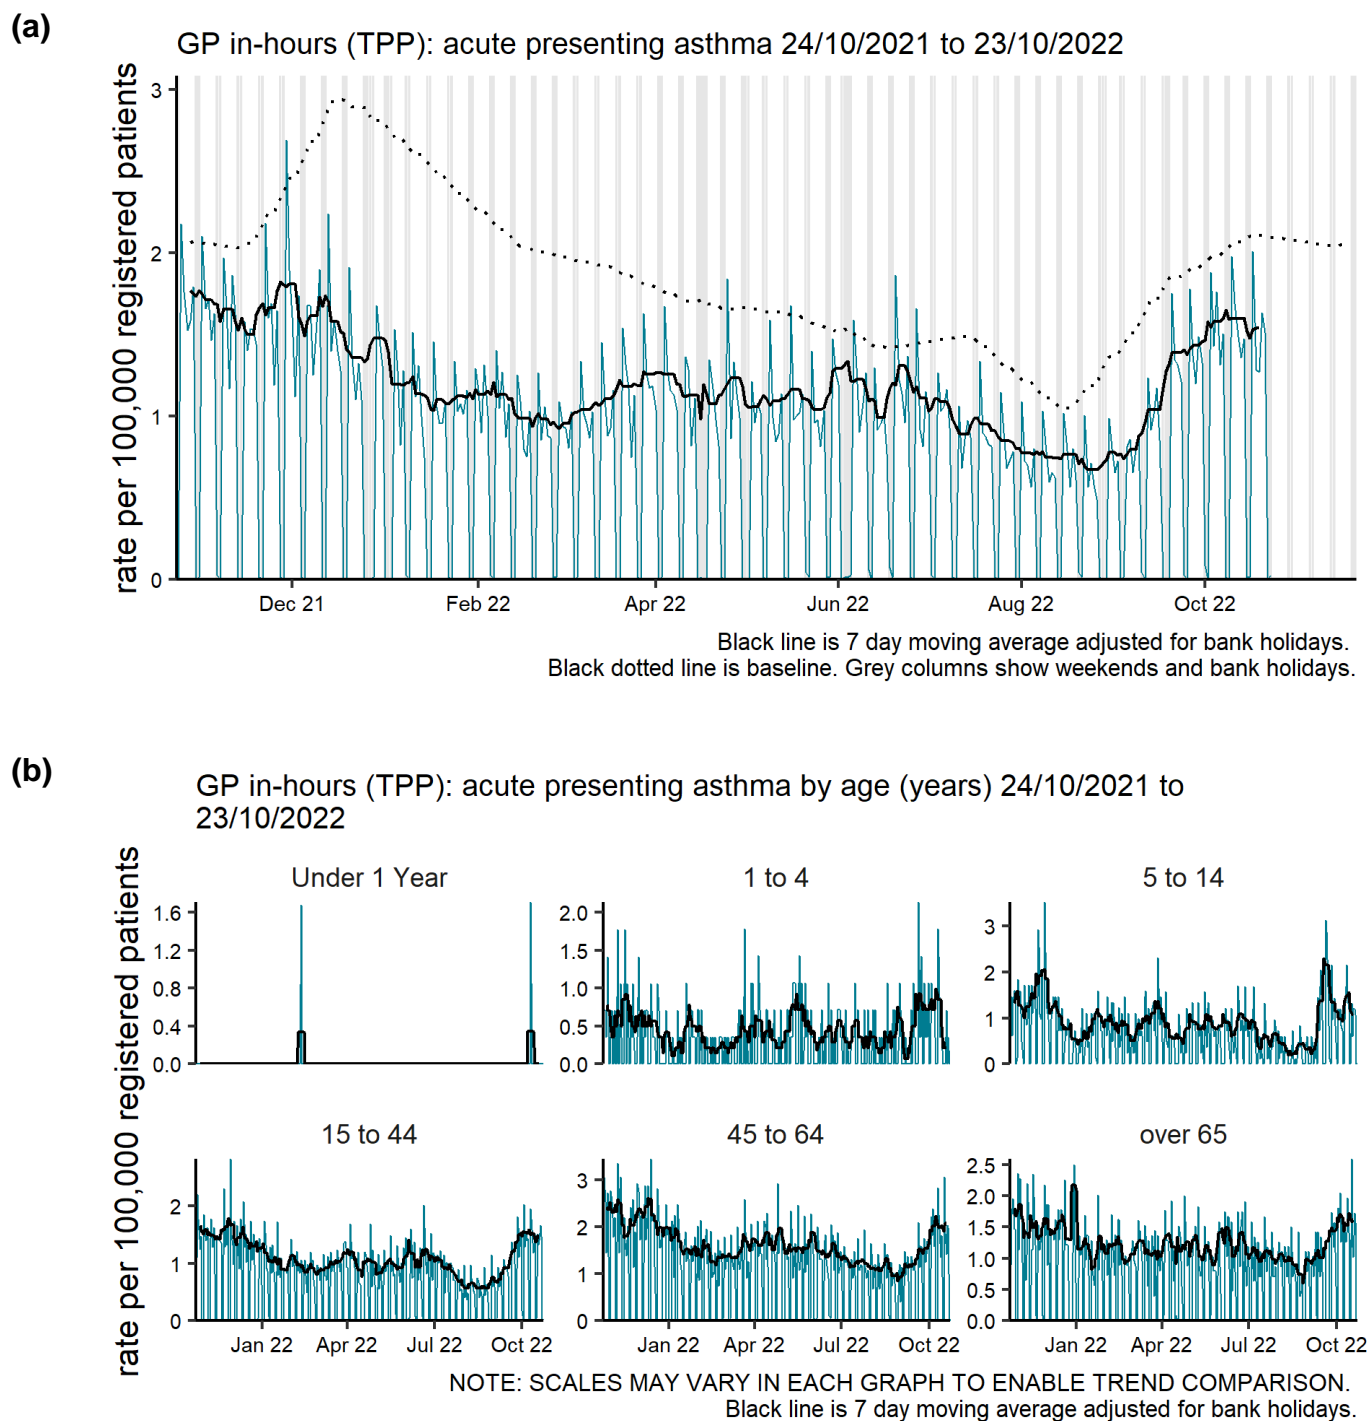 (a)
GP in-hours (TPP): acute presenting asthma 24/10/2021 to 23/10/2022
rate per 100,000 registered patients
3
2
1
0
Dec 21 Feb 22 Apr 22 Jun 22 Aug 22 Oct 22
Black line is 7 day moving average adjusted for bank holidays.
Black dotted line is baseline. Grey columns show weekends and bank holidays.
(b)
GP in-hours (TPP): acute presenting asthma by age (years) 24/10/2021 to
23/10/2022
rate per 100,000 registered patients
Under 1 Year
1.6
1.2
0.8
0.4
0.0
1 to 4
2.0
1.5
1.0
0.5
0.0
5 to 14
3
2
1
0
15 to 44
2
1
0
Jan 22 Apr 22 Jul 22 Oct 22
45 to 64
3
2
1
0
Jan 22 Apr 22 Jul 22 Oct 22
over 65
2.5
2.0
1.5
1.0
0.5
0.0
Jan 22 Apr 22 Jul 22 Oct 22
NOTE: SCALES MAY VARY IN EACH GRAPH TO ENABLE TREND COMPARISON.
Black line is 7 day moving average adjusted for bank holidays.